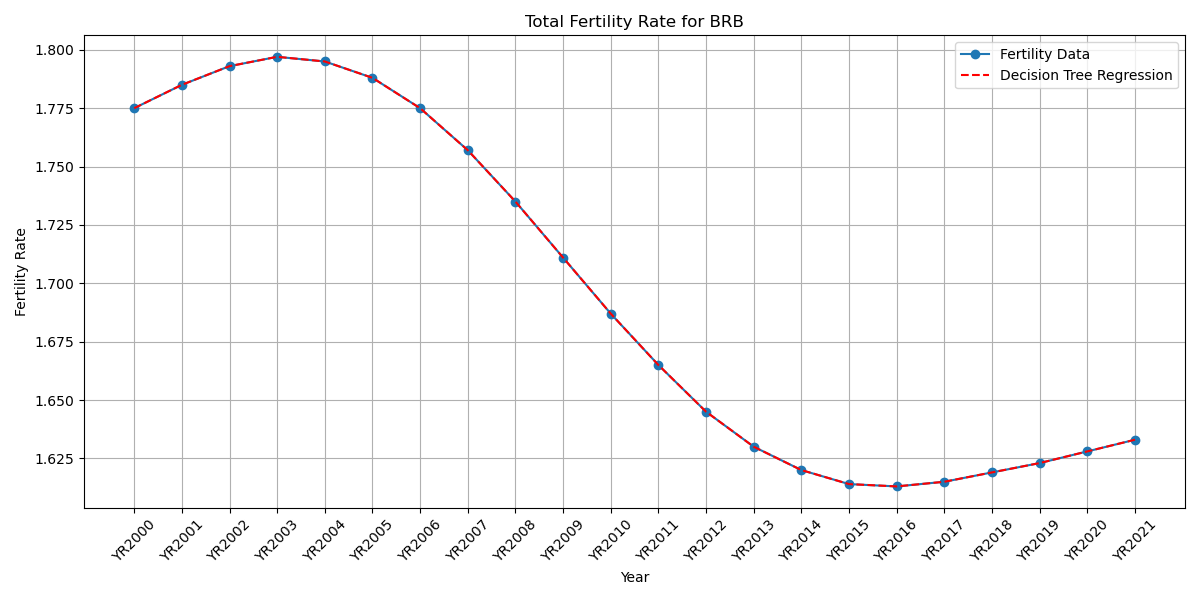 Total Fertility Rate for BRB
Fertility Data
Decision Tree Regression
Fertility Rate
1.800
1.775
1.750
1.725
1.700
1.675
1.650
1.625
YR2000
YR2001
YR2002
YR2003
YR2004
YR2005
YR2006
YR2007
YR2008
YR2009
YR2010
YR2011
YR2012
YR2013
YR2014
YR2015
YR2016
YR2017
YR2018
YR2019
YR2020
YR2021
Year